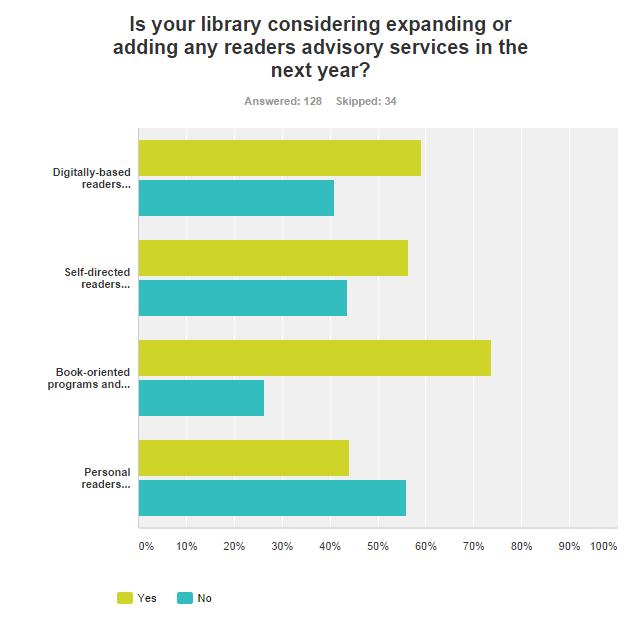 Is your library considering expanding or
adding any readers advisory services in the
next year?
Answered: 128 Skipped: 34
Digitally-based
readers...
Self-directed
readers...
Book-oriented
programs and...
Personal
readers...
0% 10% 20% 30% 40% 50% 60% 70% 80% 90% 100%
Yes No